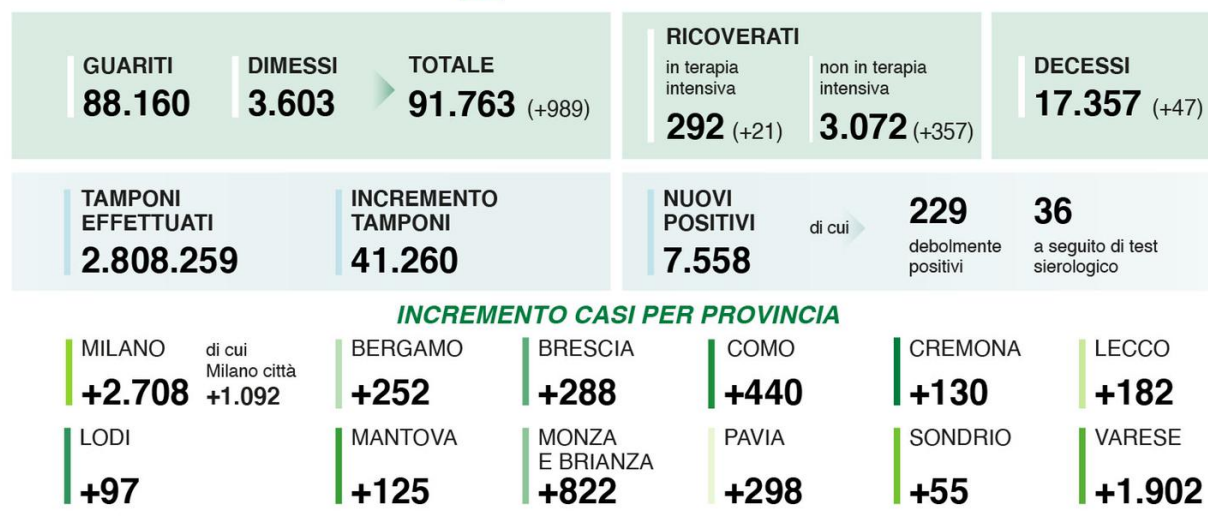 GUARITI
88.160
DIMESSI
3.603
TOTALE
91.763 (+989)
RICOVERATI
in terapia
intensiva
292 (+21)
non in terapia
intensiva
3.072 (+357)
DECESSI
17.357 (+47)
TAMPONI
EFFETTUATI
2.808.259
INCREMENTO
TAMPONI
41.260
NUOVI
POSITIVI
7.558
di cui
229
debolmente
positivi
36
a seguito di test
sierologico
INCREMENTO CASI PER PROVINCIA
MILANO
+2.708
di cui
Milano città
+1.092
BERGAMO
+252
BRESCIA
+288
COMO
+440
CREMONA
+130
LECCO
+182
LODI
+97
MANTOVA
+125
MONZA
E BRIANZA
+822
PAVIA
+298
SONDRIO
+55
VARESE
+1.902